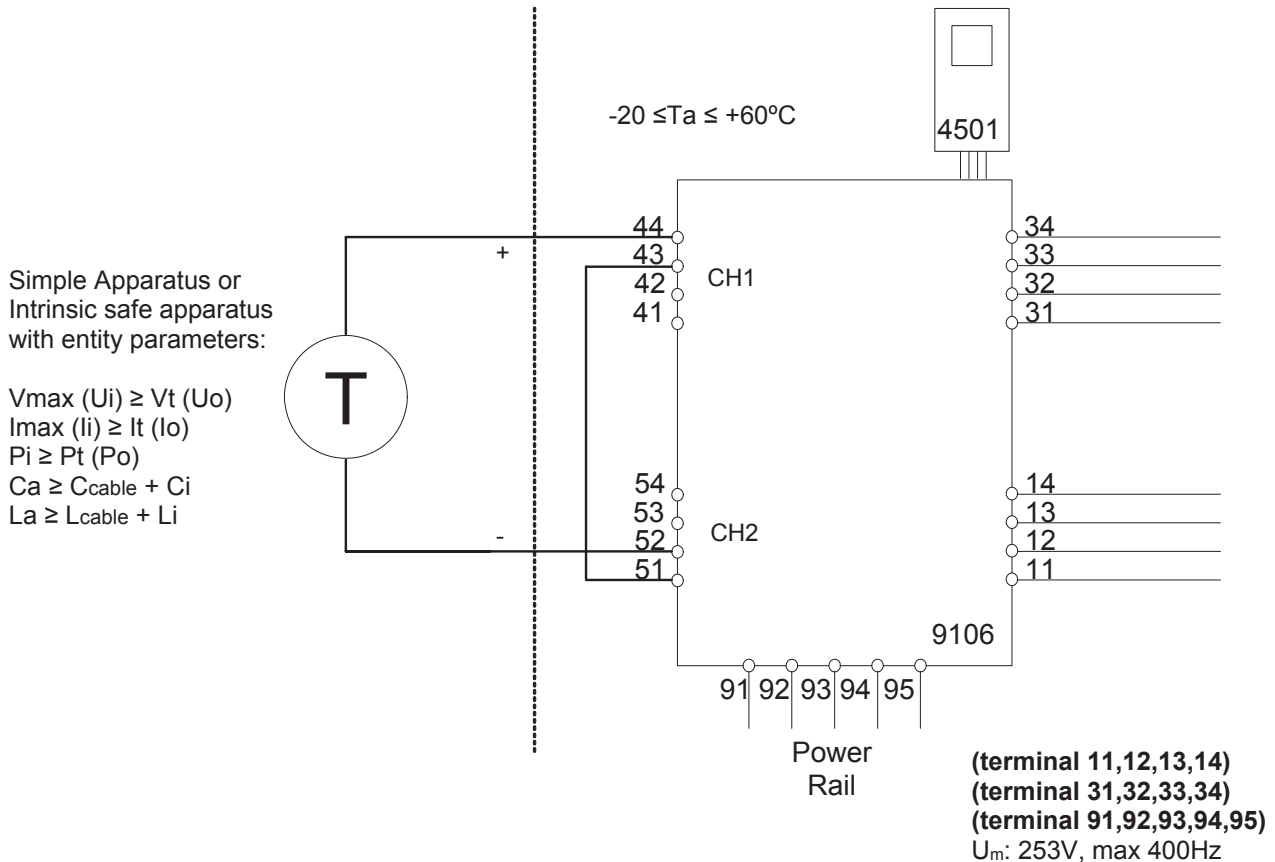 -20 ≤Ta ≤ +60ºC
4501
44
43
42
41
CH1
34
33
32
31
+
Simple Apparatus or
Intrinsic safe apparatus
with entity parameters:
Vmax (Ui) ≥ Vt (Uo)
Imax (Ii) ≥ It (Io)
Pi ≥ Pt (Po)
Ca ≥ Ccable + Ci
La ≥ Lcable + Li
T
54
53
52
51
CH2
-
14
13
12
11
9106
91 92 93 94 95
Power
Rail
(terminal 11,12,13,14)
(terminal 31,32,33,34)
(terminal 91,92,93,94,95)
Um: 253V, max 400Hz